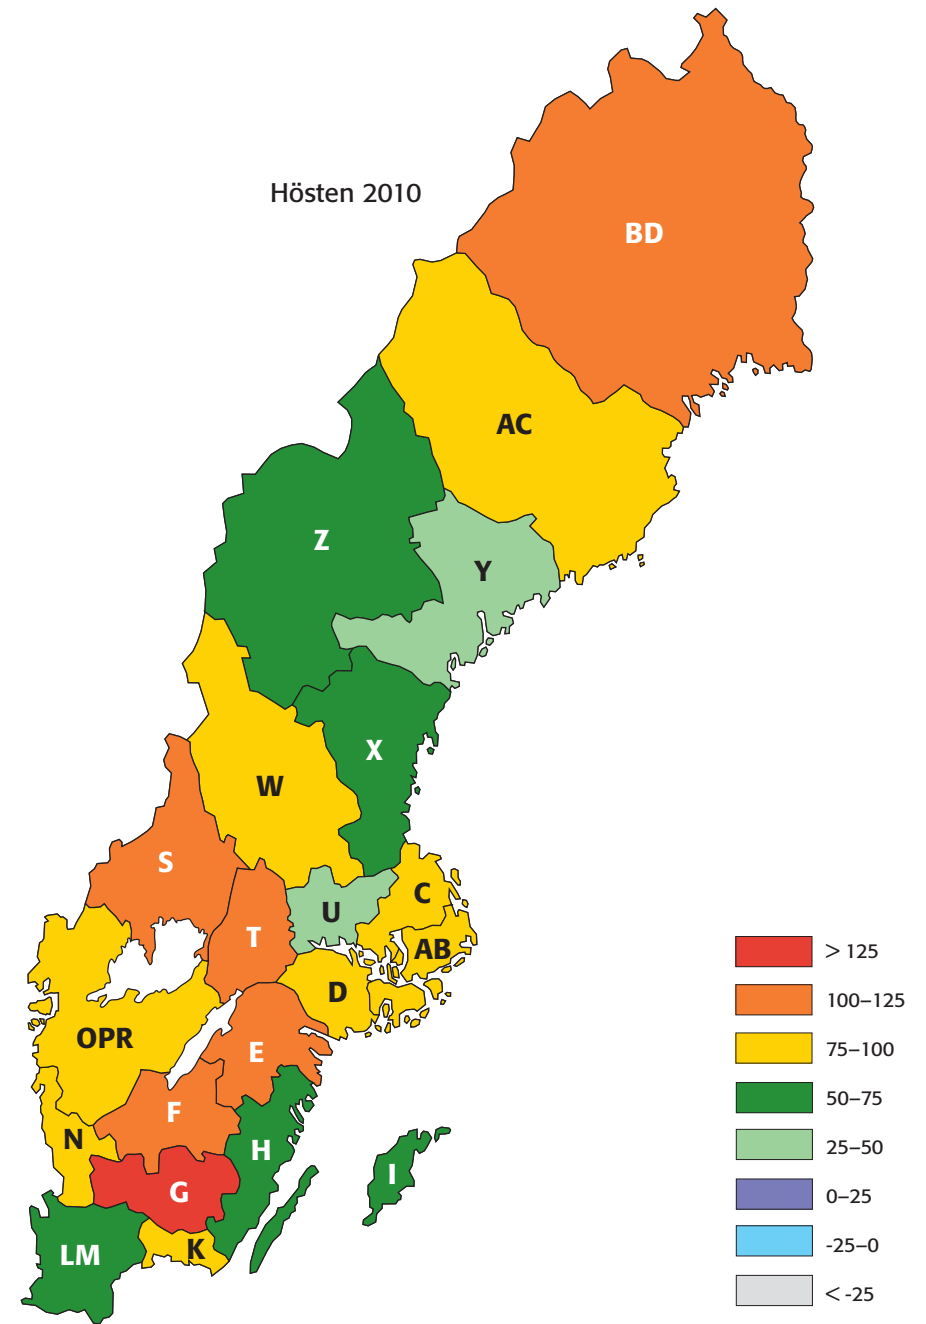 Hösten 2010
BD
AC
Z
Y
X
W
S
C
U
T
AB
D
OPR
E
F
N
H
I
G
K
LM
> 125
100–125
75–100
50–75
25–50
0–25
-25–0
< -25